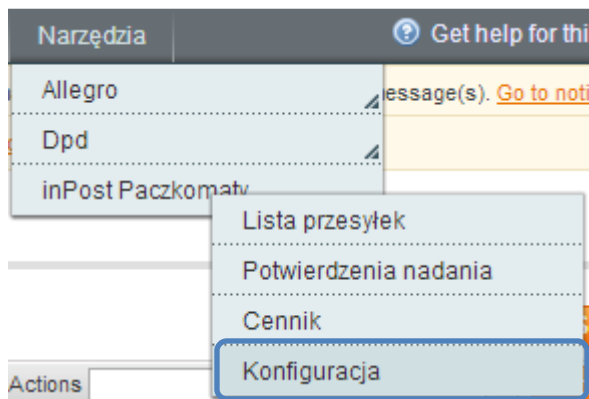 Narzędzia
Get help for thi
Allegro
essage(s). Go to noti
Dpd
inPost Paczkomaty
Lista przesyłek
Potwierdzenia nadania
Cennik
Konfiguracja
Actions